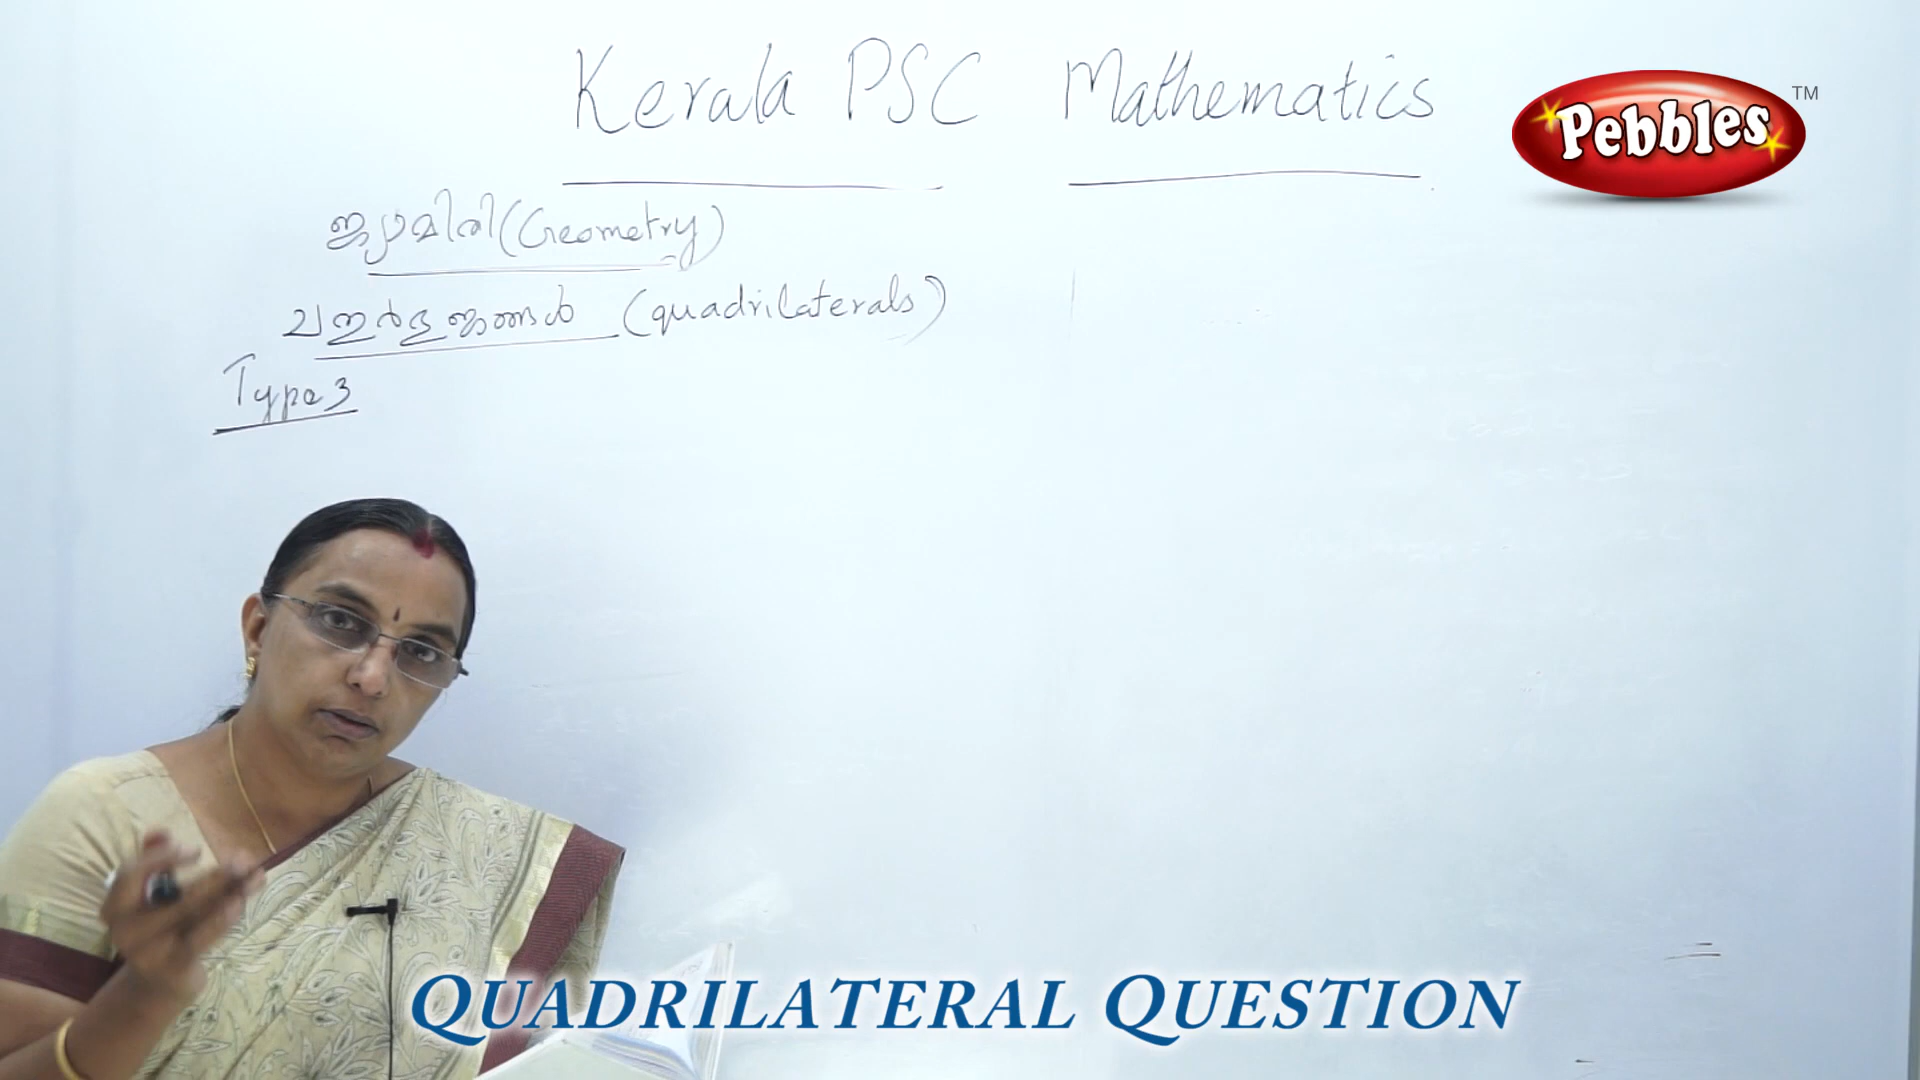 Kerala PSC Mathematics
Pebbles TM
ജ്യാമിതി (Geometry)
ചതുർഭുജങ്ങൾ (quadrilaterals)
Type 3
QUADRILATERAL QUESTION